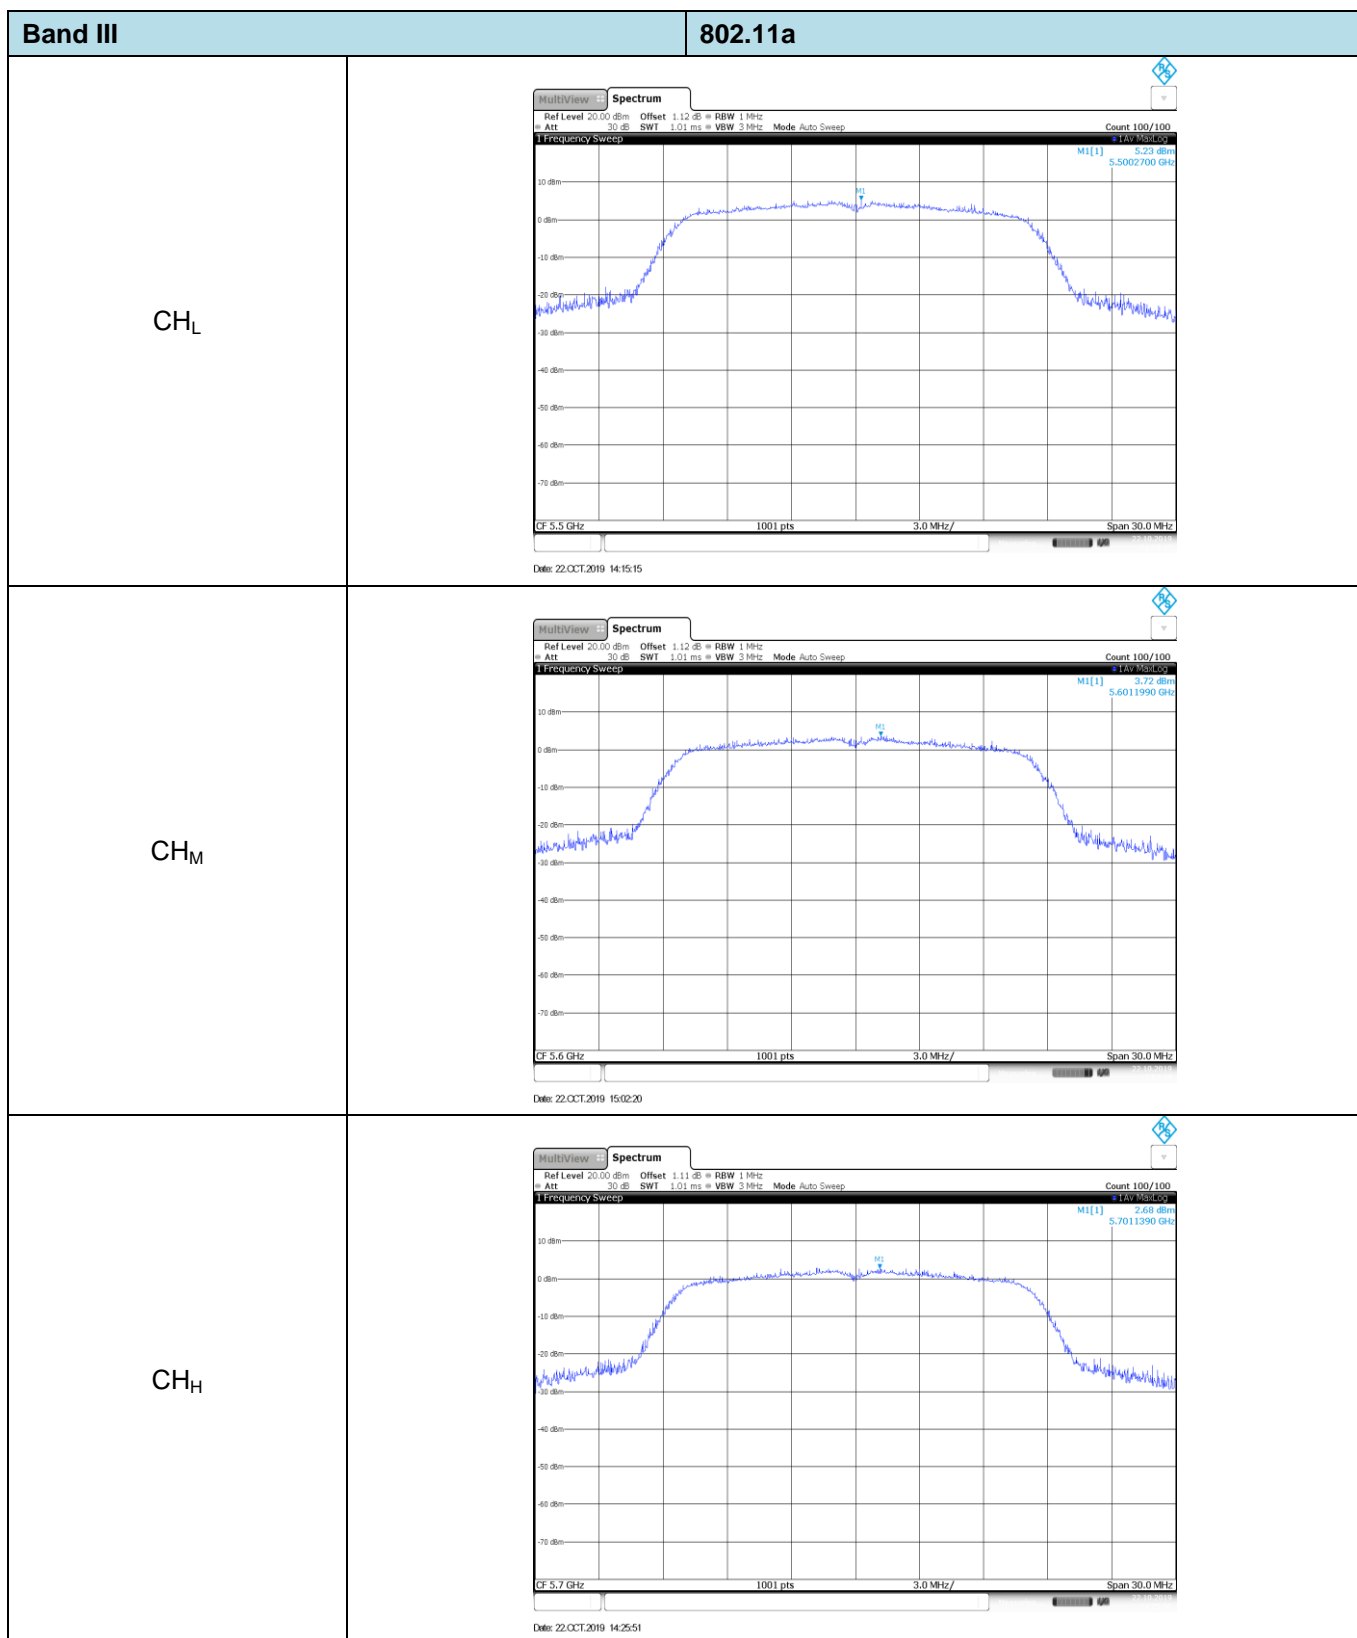 Band III 802.11a
CHL
R S
MultiView Spectrum
Ref Level 20.00 dBm Offset 1.12 dB RBW 1 MHz
Att 30 dB SWT 1.01 ms VBW 3 MHz Mode Auto Sweep Count 100/100
1 Frequency Sweep 1Av MaxLog
M1[1] 5.23 dBm
5.5002700 GHz
10 dBm
M1
0 dBm
-10 dBm
-20 dBm
-30 dBm
-40 dBm
-50 dBm
-60 dBm
-70 dBm
CF 5.5 GHz 1001 pts 3.0 MHz/ Span 30.0 MHz
22.10.2019
Date: 22.OCT.2019 14:15:15
CHM
R S
MultiView Spectrum
Ref Level 20.00 dBm Offset 1.12 dB RBW 1 MHz
Att 30 dB SWT 1.01 ms VBW 3 MHz Mode Auto Sweep Count 100/100
1 Frequency Sweep 1Av MaxLog
M1[1] 3.72 dBm
5.6011990 GHz
10 dBm
M1
0 dBm
-10 dBm
-20 dBm
-30 dBm
-40 dBm
-50 dBm
-60 dBm
-70 dBm
CF 5.6 GHz 1001 pts 3.0 MHz/ Span 30.0 MHz
22.10.2019
Date: 22.OCT.2019 15:02:20
CHH
R S
MultiView Spectrum
Ref Level 20.00 dBm Offset 1.11 dB RBW 1 MHz
Att 30 dB SWT 1.01 ms VBW 3 MHz Mode Auto Sweep Count 100/100
1 Frequency Sweep 1Av MaxLog
M1[1] 2.68 dBm
5.7011390 GHz
10 dBm
M1
0 dBm
-10 dBm
-20 dBm
-30 dBm
-40 dBm
-50 dBm
-60 dBm
-70 dBm
CF 5.7 GHz 1001 pts 3.0 MHz/ Span 30.0 MHz
22.10.2019
Date: 22.OCT.2019 14:25:51